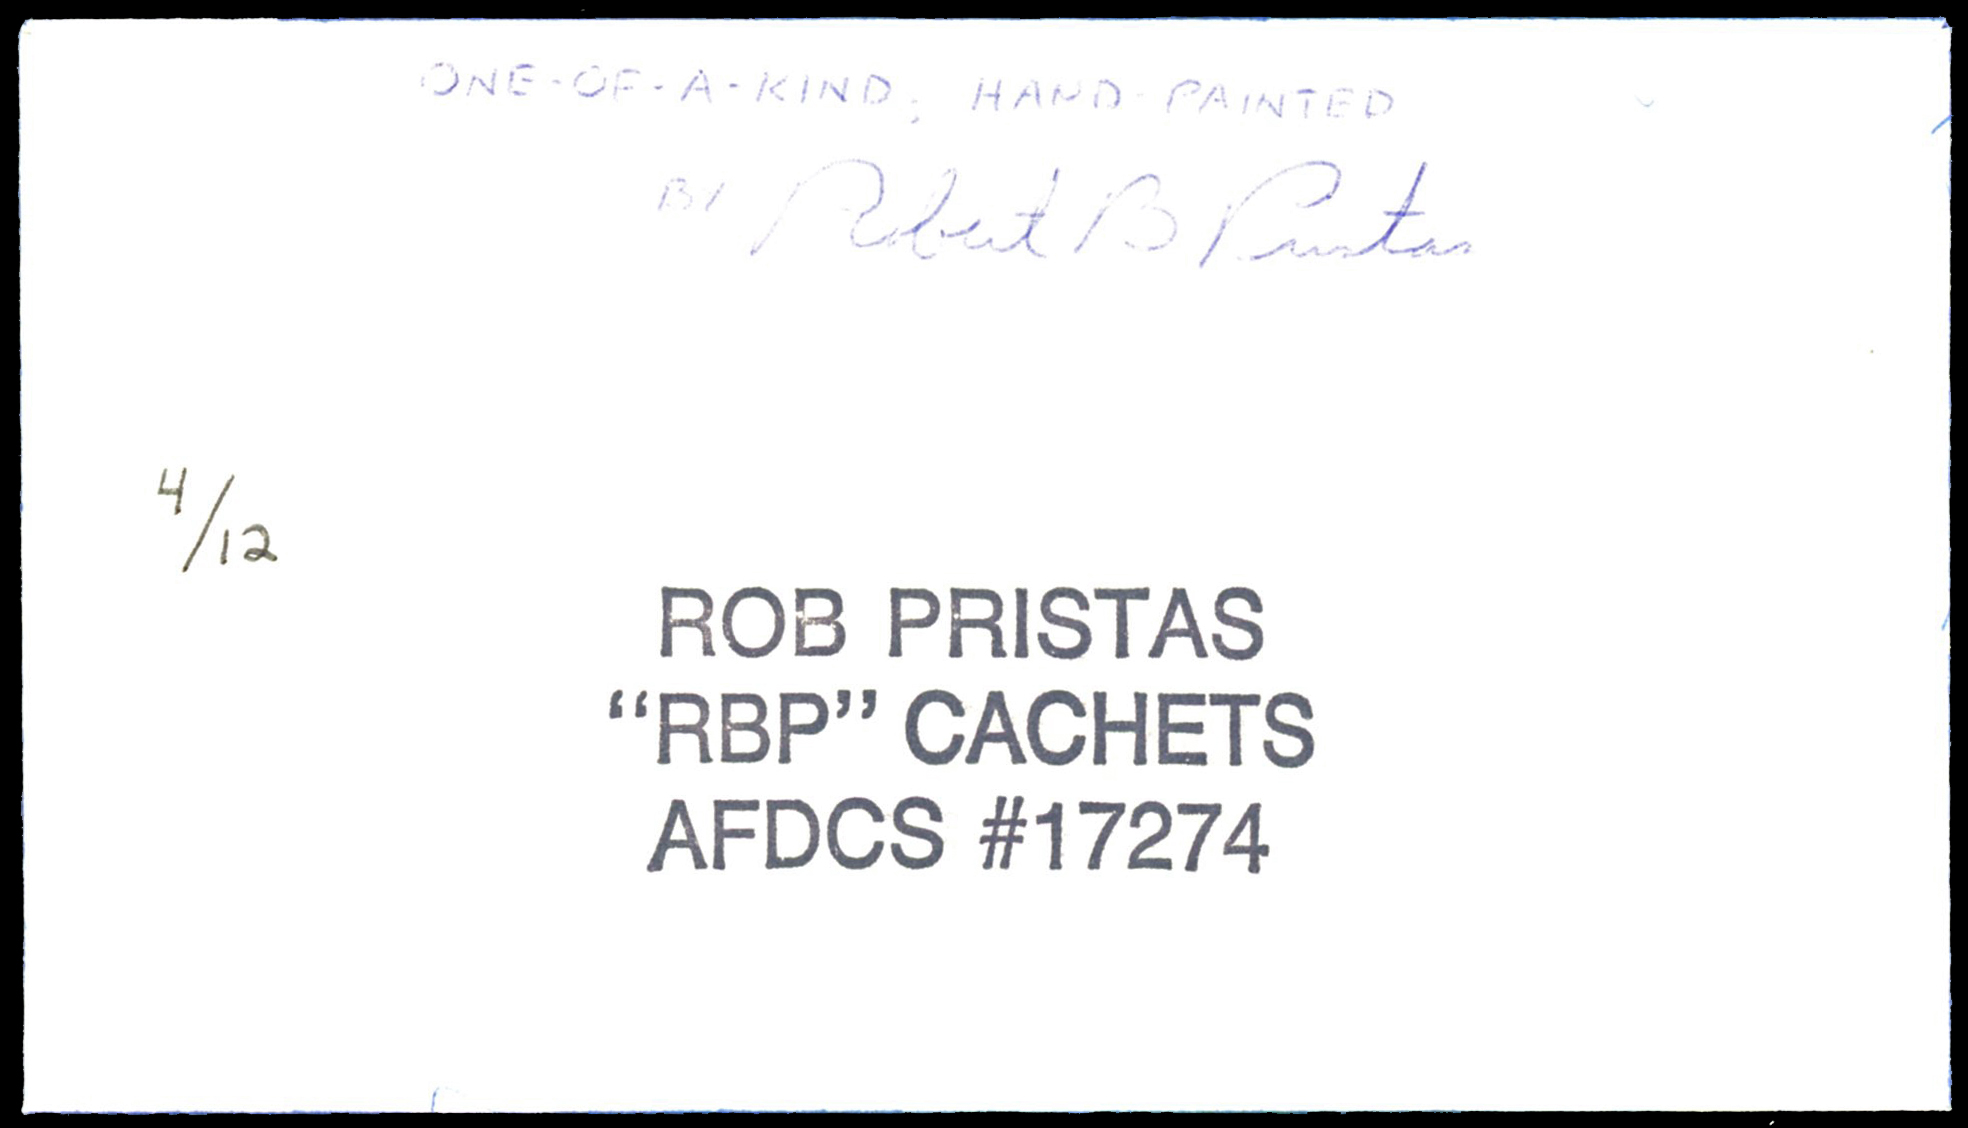 ONE-OF-A-KIND, HAND-PAINTED
BY Robert B Pristas
4/12
ROB PRISTAS
“RBP” CACHETS
AFDCS #17274